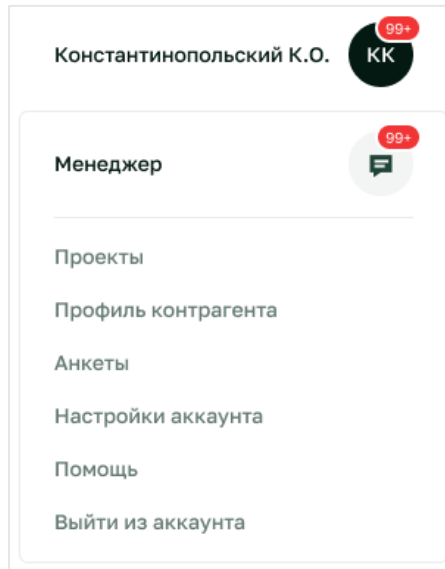 99+
Константинопольский К.О.
КК
99+
Менеджер
Проекты
Профиль контрагента
Анкеты
Настройки аккаунта
Помощь
Выйти из аккаунта